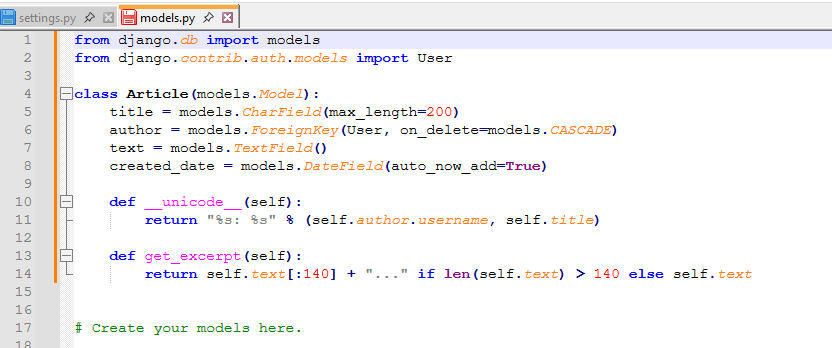 settings.py models.py
1 from django.db import models
2 from django.contrib.auth.models import User
3
4 class Article(models.Model):
5     title = models.CharField(max_length=200)
6     author = models.ForeignKey(User, on_delete=models.CASCADE)
7     text = models.TextField()
8     created_date = models.DateField(auto_now_add=True)
9
10     def __unicode__(self):
11         return "%s: %s" % (self.author.username, self.title)
12
13     def get_excerpt(self):
14         return self.text[:140] + "..." if len(self.text) > 140 else self.text
15
16
17 # Create your models here.
18